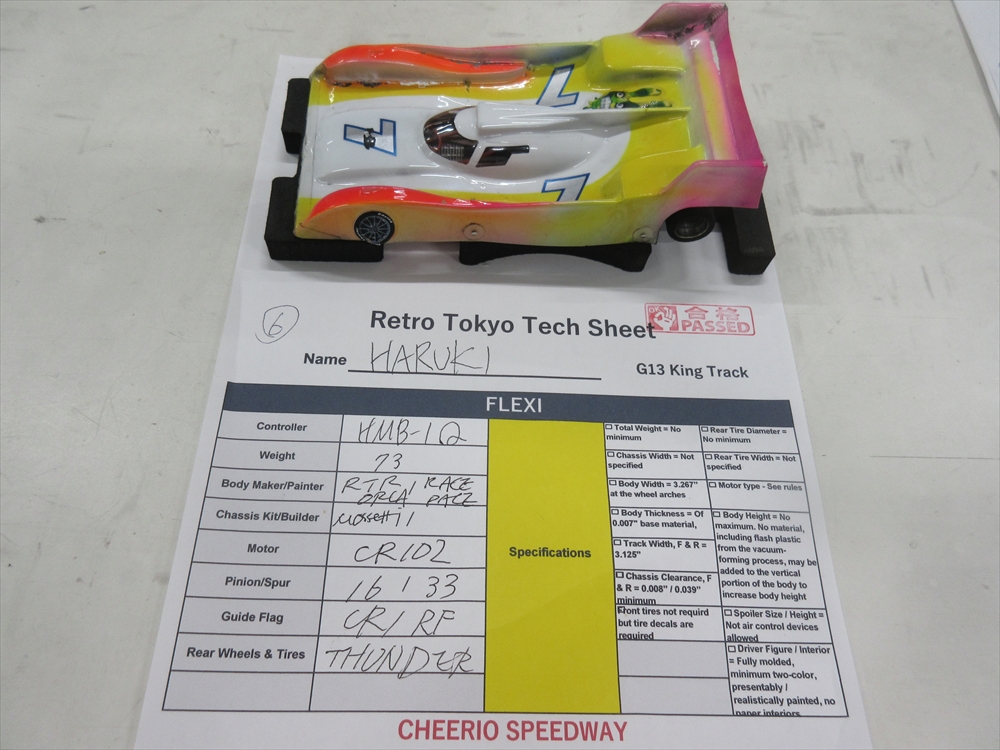 7
7
7
6
Retro Tokyo Tech Sheet
合格
PASSED
Name HARUKI
G13 King Track
FLEXI
Controller HMB-1Ω
Weight 73
Body Maker/Painter RTR / RACE
ORCA PACE
Chassis Kit/Builder Mossetti /
Motor CR102
Pinion/Spur 16 / 33
Guide Flag CR / RF
Rear Wheels & Tires THUNDER
Specifications
☐ Total Weight = No
minimum
☐ Rear Tire Diameter =
No minimum
☐ Chassis Width = Not
specified
☐ Rear Tire Width = Not
specified
☐ Body Width = 3.267"
at the wheel arches
☐ Motor type - See rules
☐ Body Thickness = Of
0.007" base material,
☐ Body Height = No
maximum. No material,
including flash plastic
from the vacuum-
forming process, may be
added to the vertical
portion of the body to
increase body height
☐ Track Width, F & R =
3.125"
☐ Chassis Clearance, F
& R = 0.008" / 0.039"
minimum
Front tires not requird
but tire decals are
required
☐ Spoiler Size / Height =
Not air control devices
allowed
☐ Driver Figure / Interior
= Fully molded,
minimum two-color,
presentably /
realistically painted, no
paper interiors
CHEERIO SPEEDWAY